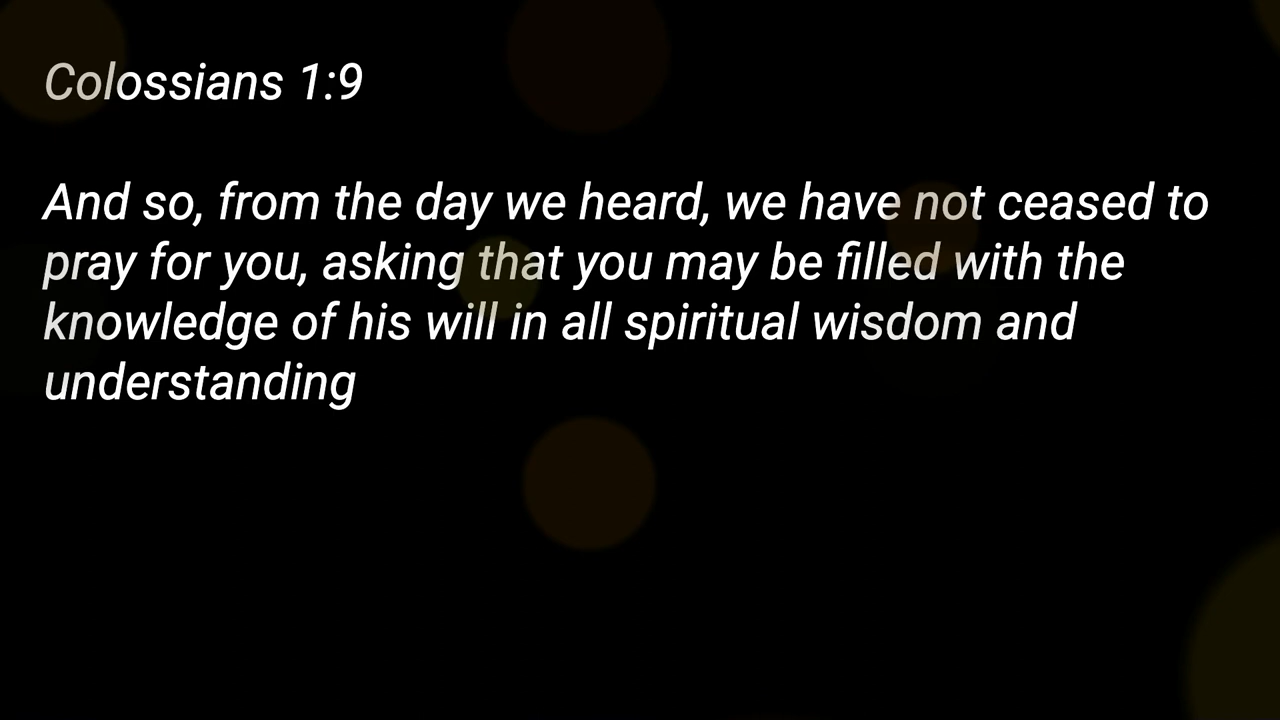 Colossians 1:9
And so, from the day we heard, we have not ceased to
pray for you, asking that you may be filled with the
knowledge of his will in all spiritual wisdom and
understanding